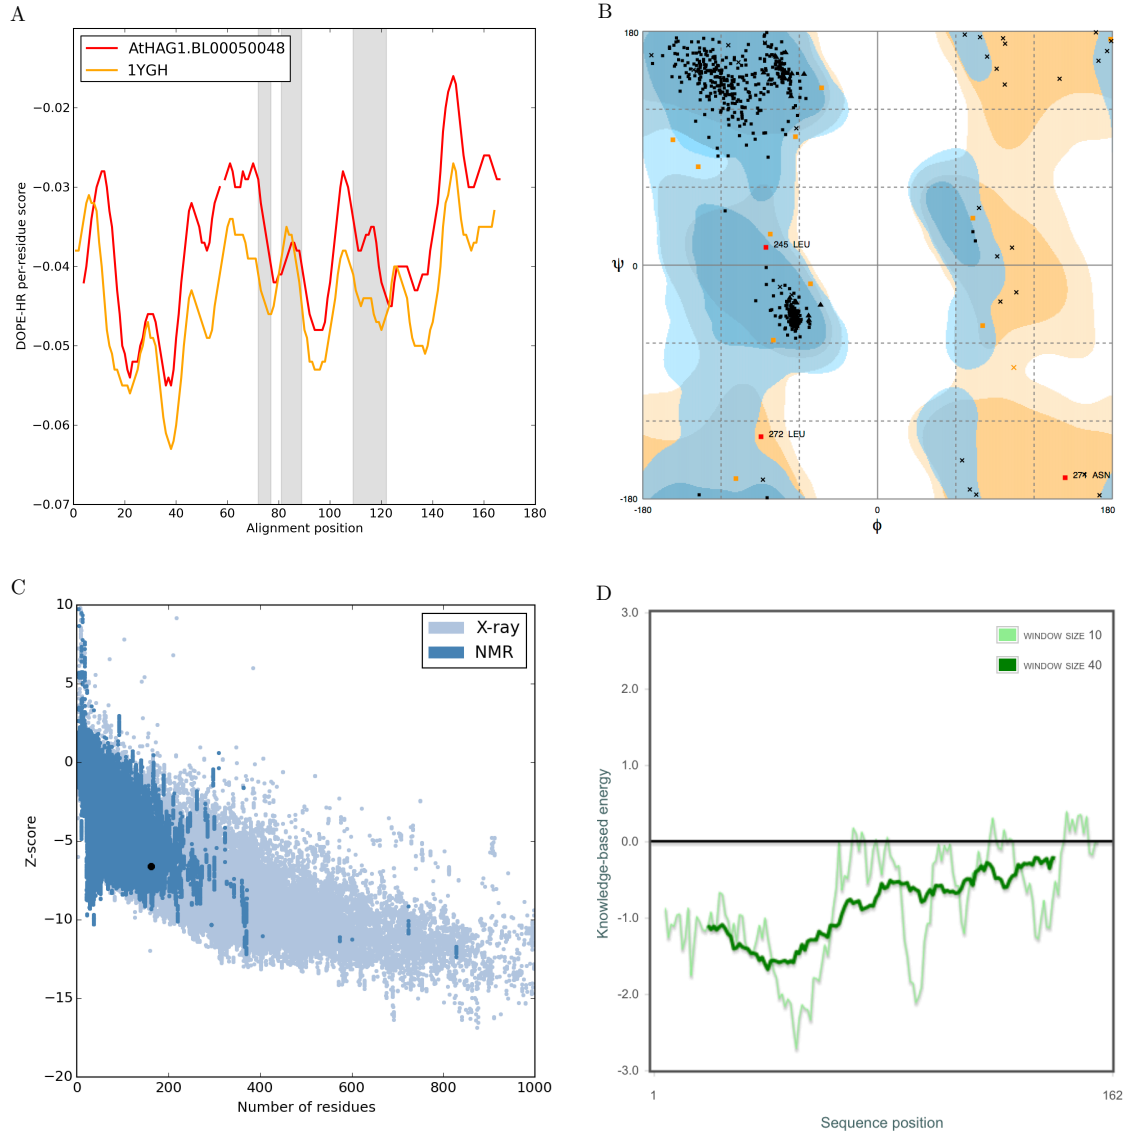 A
AtHAG1.BL00050048
1YGH
DOPE-HR per-residue score
−0.02
−0.03
−0.04
−0.05
−0.06
−0.07
0 20 40 60 80 100 120 140 160 180
Alignment position
B
180
0
-180
ψ
245 LEU
272 LEU
ASN
-180 0 180
ϕ
C
10
5
0
−5
−10
−15
−20
Z-score
X-ray
NMR
0 200 400 600 800 1000
Number of residues
D
3.0
2.0
1.0
0.0
-1.0
-2.0
-3.0
Knowledge-based energy
WINDOW SIZE 10
WINDOW SIZE 40
1 162
Sequence position